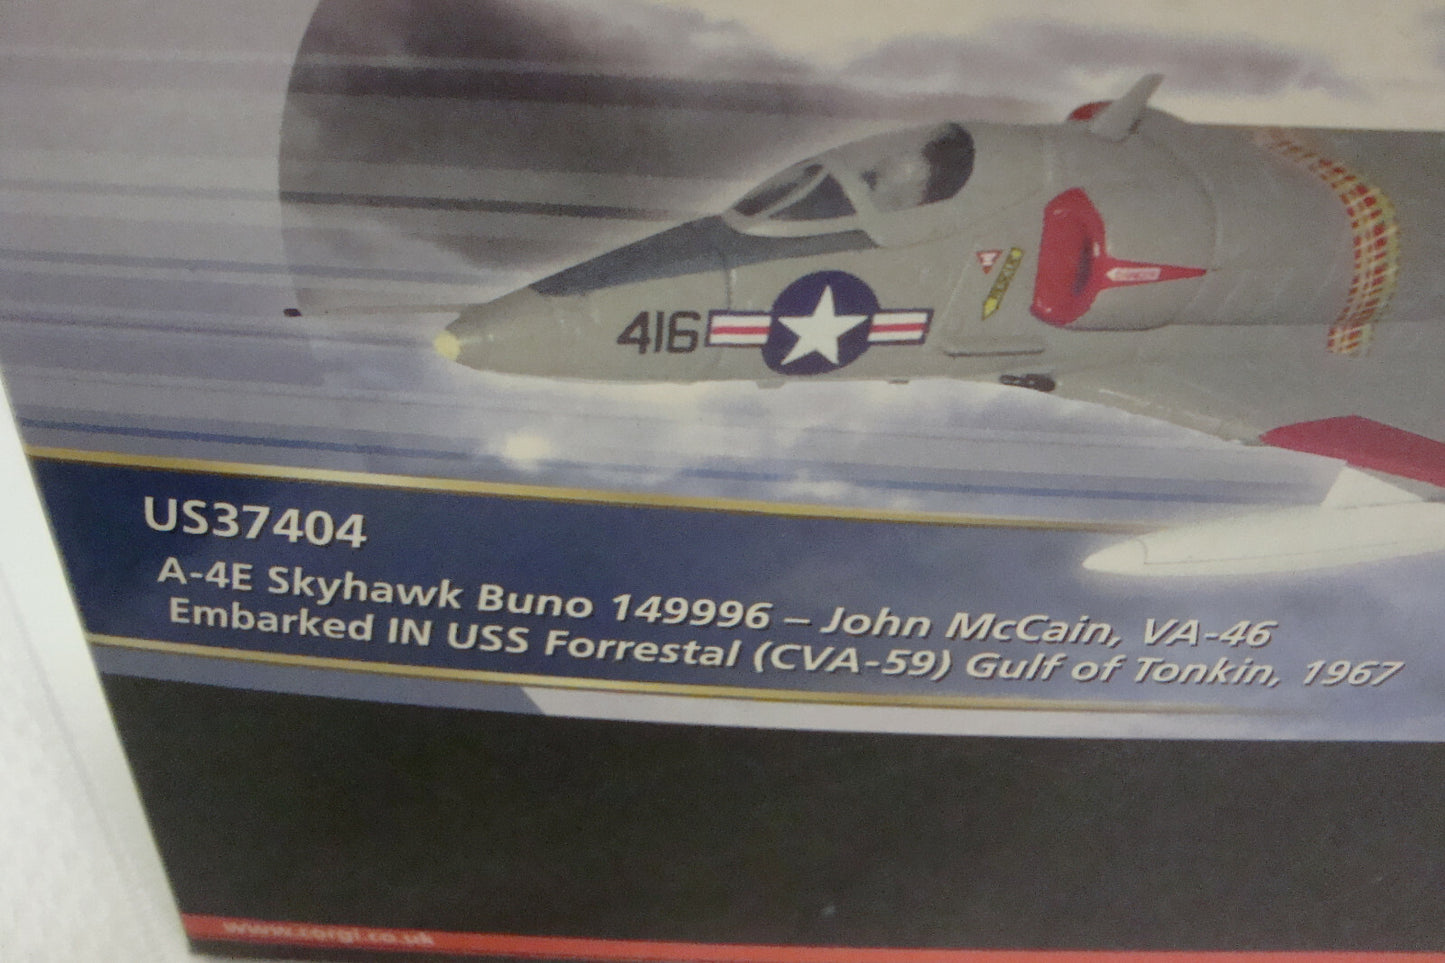 416
DANGER
US37404
A-4E Skyhawk Buno 149996 – John McCain, VA-46
Embarked IN USS Forrestal (CVA-59) Gulf of Tonkin, 1967
www.corgi.co.uk